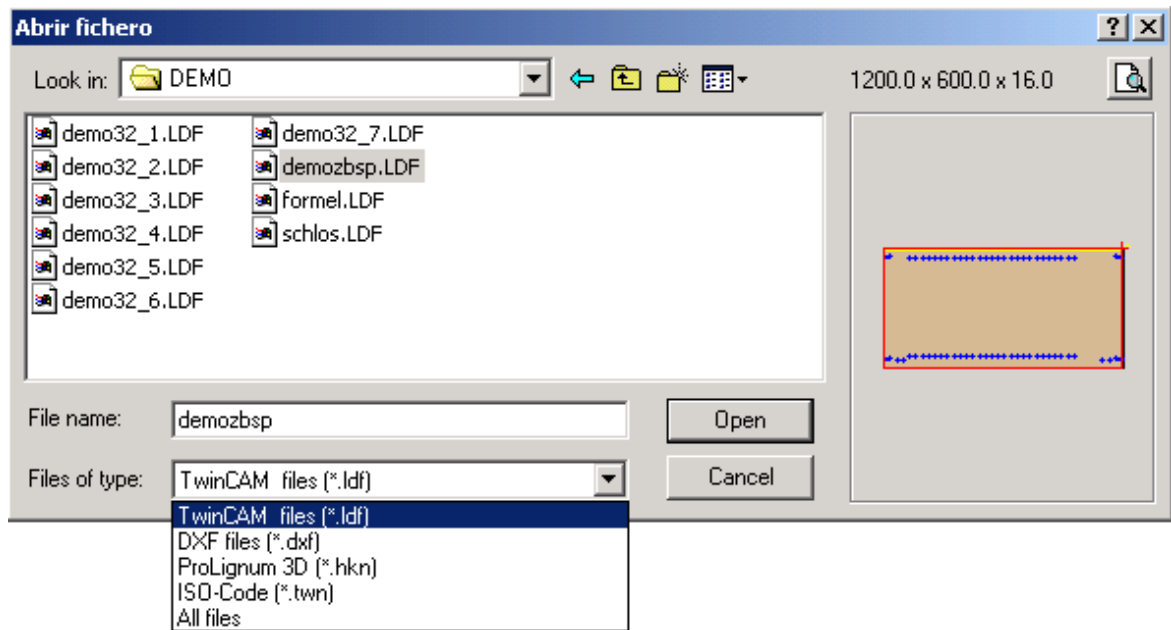 Abrir fichero
Look in: DEMO 1200.0 x 600.0 x 16.0
demo32_1.LDF demo32_7.LDF
demo32_2.LDF demozbsp.LDF
demo32_3.LDF formel.LDF
demo32_4.LDF schlos.LDF
demo32_5.LDF
demo32_6.LDF
File name: demozbsp Open
Files of type: TwinCAM files (*.ldf) Cancel
TwinCAM files (*.ldf)
DXF files (*.dxf)
ProLignum 3D (*.hkn)
ISO-Code (*.twn)
All files